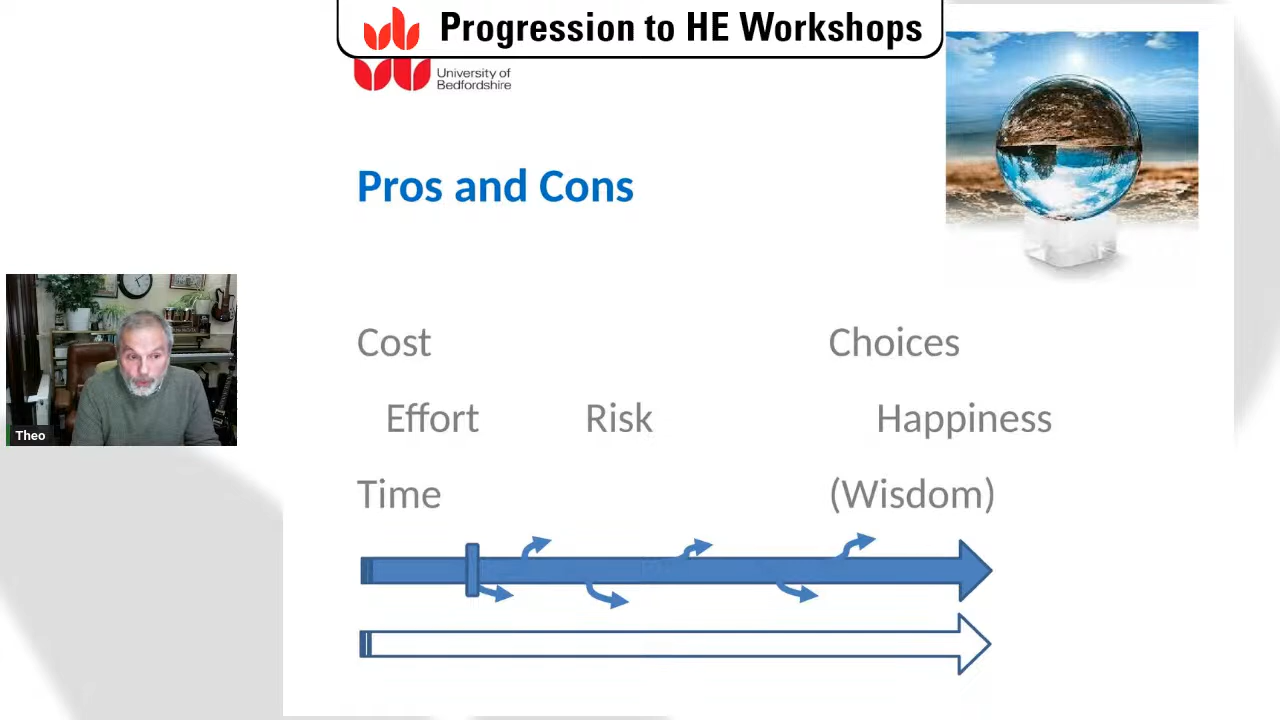 Progression to HE Workshops
University of
Bedfordshire
Pros and Cons
Cost Choices
Effort Risk Happiness
Time (Wisdom)
Theo